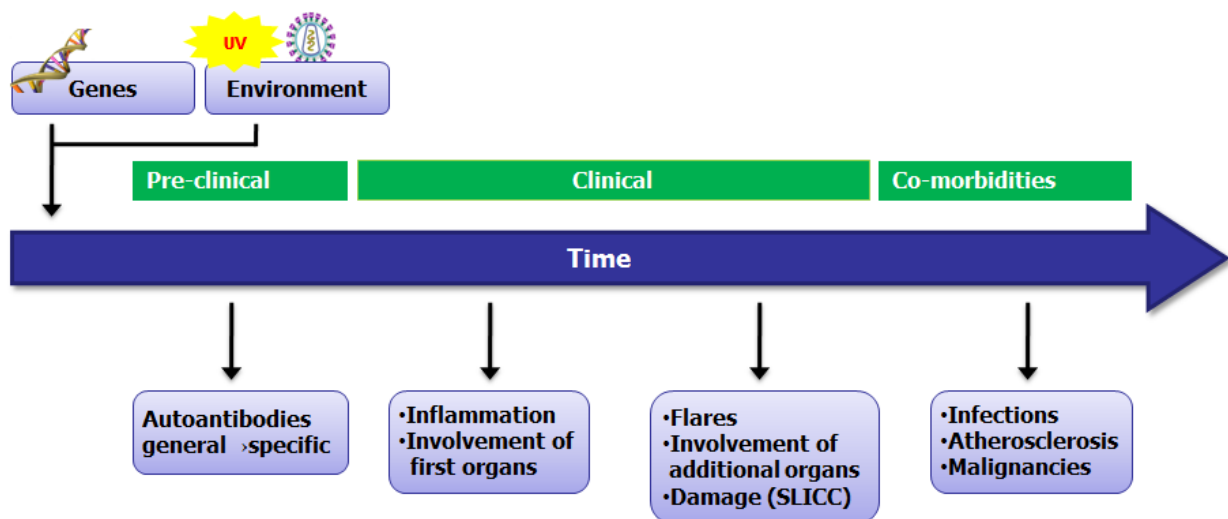 UV
Genes
Environment
Pre-clinical
Clinical
Co-morbidities
Time
Autoantibodies
general →specific
•Inflammation
•Involvement of
first organs
•Flares
•Involvement of
additional organs
•Damage (SLICC)
•Infections
•Atherosclerosis
•Malignancies